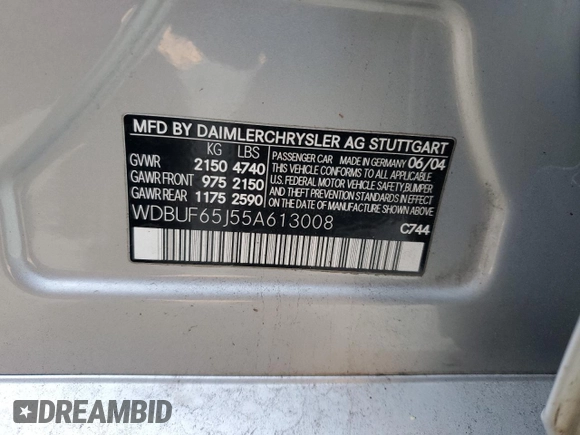 MFD BY DAIMLERCHRYSLER AG STUTTGART
KG LBS
GVWR 2150 4740
GAWR FRONT 975 2150
GAWR REAR 1175 2590
PASSENGER CAR MADE IN GERMANY 06/04
THIS VEHICLE CONFORMS TO ALL APPLICABLE
U.S. FEDERAL MOTOR VEHICLE SAFETY, BUMPER
AND THEFT PREVENTION STANDARDS IN EFFECT
ON THE DATE OF MANUFACTURE SHOWN ABOVE.
WDBUF65J55A613008
C744
DREAMBID